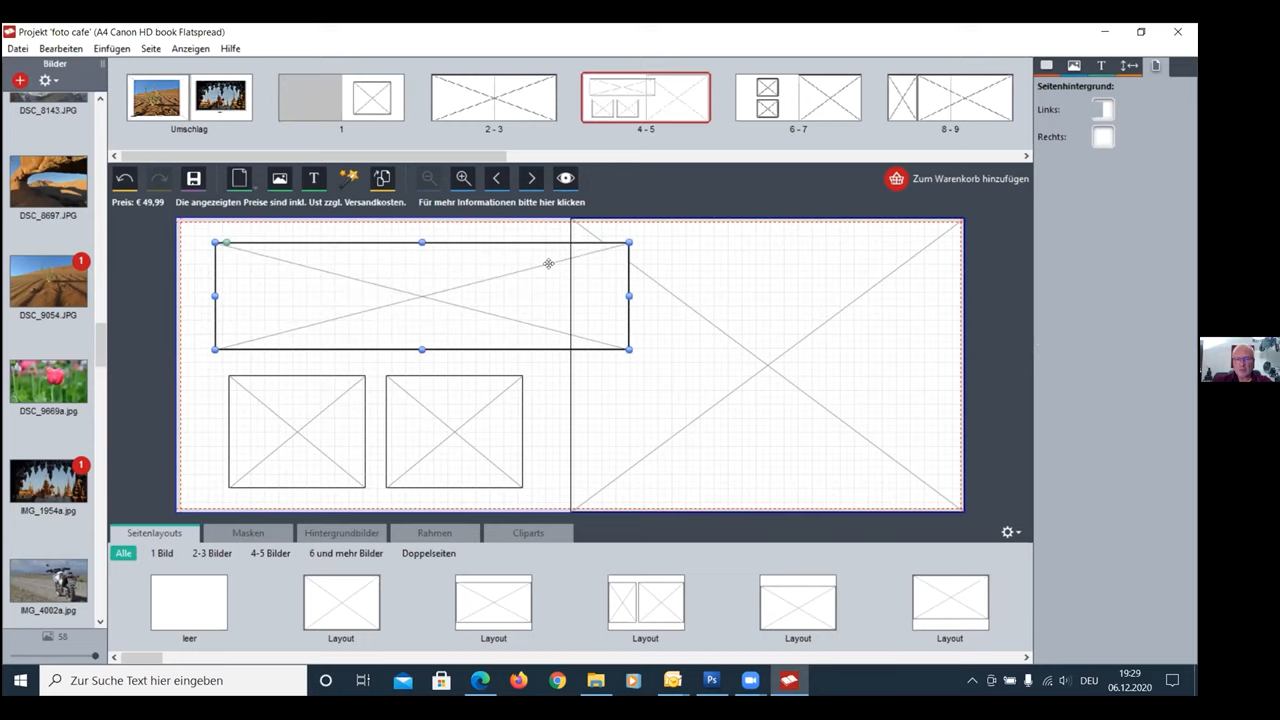 Projekt 'foto cafe' (A4 Canon HD book Flatspread)
Datei Bearbeiten Einfügen Seite Anzeigen Hilfe
Bilder
DSC_8143.JPG
DSC_8697.JPG
1
DSC_9054.JPG
DSC_9669a.jpg
1
IMG_1954a.jpg
IMG_4002a.jpg
58
Umschlag 1 2 - 3 4 - 5 6 - 7 8 - 9
T
Zum Warenkorb hinzufügen
Preis: € 49,99 Die angezeigten Preise sind inkl. Ust zzgl. Versandkosten. Für mehr Informationen bitte hier klicken
T
Seitenhintergrund:
Links:
Rechts:
Seitenlayouts Masken Hintergrundbilder Rahmen Cliparts
Alle 1 Bild 2-3 Bilder 4-5 Bilder 6 und mehr Bilder Doppelseiten
leer Layout Layout Layout Layout Layout
Zur Suche Text hier eingeben
Ps
DEU
19:29
06.12.2020